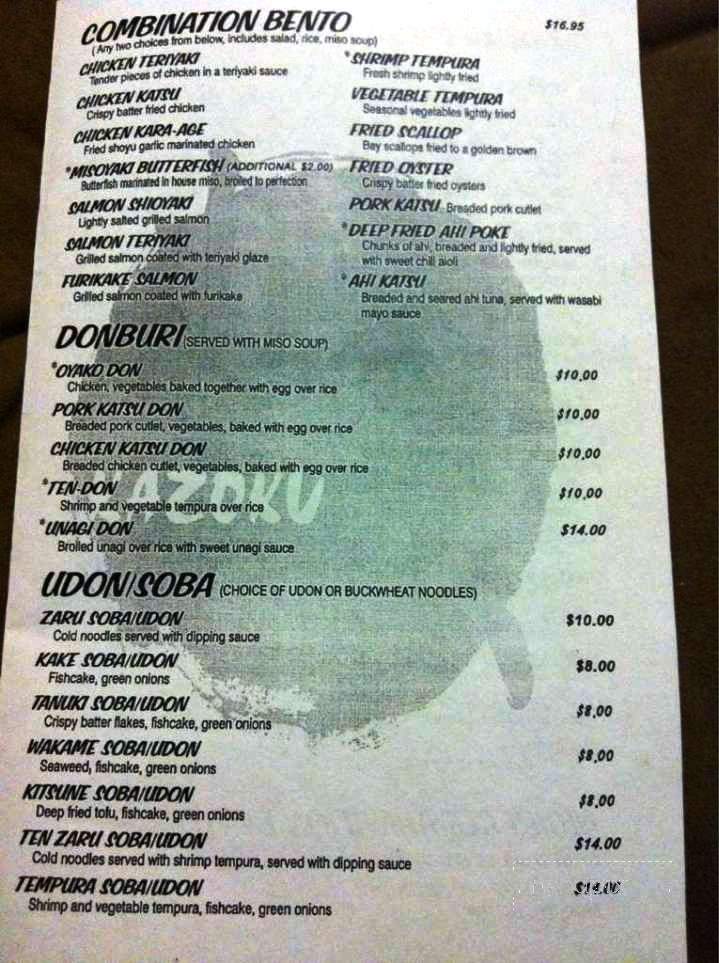 COMBINATION BENTO $16.95
(Any two choices from below, includes salad, rice, miso soup)
CHICKEN TERIYAKI
Tender pieces of chicken in a teriyaki sauce
CHICKEN KATSU
Crispy batter fried chicken
CHICKEN KARA-AGE
Fried shoyu garlic marinated chicken
*MISOYAKI BUTTERFISH (ADDITIONAL $2.00)
Butterfish marinated in house miso, broiled to perfection
SALMON SHIOYAKI
Lightly salted grilled salmon
SALMON TERIYAKI
Grilled salmon coated with teriyaki glaze
FURIKAKE SALMON
Grilled salmon coated with furikake
*SHRIMP TEMPURA
Fresh shrimp lightly fried
VEGETABLE TEMPURA
Seasonal vegetables lightly fried
FRIED SCALLOP
Bay scallops fried to a golden brown
FRIED OYSTER
Crispy batter fried oysters
PORK KATSU - Breaded pork cutlet
*DEEP FRIED AHI POKE
Chunks of ahi, breaded and lightly fried, served
with sweet chili aioli
*AHI KATSU
Breaded and seared ahi tuna, served with wasabi
mayo sauce
DONBURI (SERVED WITH MISO SOUP)
*OYAKO DON $10.00
Chicken, vegetables baked together with egg over rice
PORK KATSU DON $10.00
Breaded pork cutlet, vegetables, baked with egg over rice
CHICKEN KATSU DON $10.00
Breaded chicken cutlet, vegetables, baked with egg over rice
*TEN-DON $10.00
Shrimp and vegetable tempura over rice
AZOKU
*UNAGI DON $14.00
Broiled unagi over rice with sweet unagi sauce
UDON/SOBA (CHOICE OF UDON OR BUCKWHEAT NOODLES)
ZARU SOBA/UDON $10.00
Cold noodles served with dipping sauce
KAKE SOBA/UDON $8.00
Fishcake, green onions
TANUKI SOBA/UDON $8.00
Crispy batter flakes, fishcake, green onions
WAKAME SOBA/UDON $8.00
Seaweed, fishcake, green onions
KITSUNE SOBA/UDON $8.00
Deep fried tofu, fishcake, green onions
TEN ZARU SOBA/UDON $14.00
Cold noodles served with shrimp tempura, served with dipping sauce
TEMPURA SOBA/UDON $14.00
Shrimp and vegetable tempura, fishcake, green onions